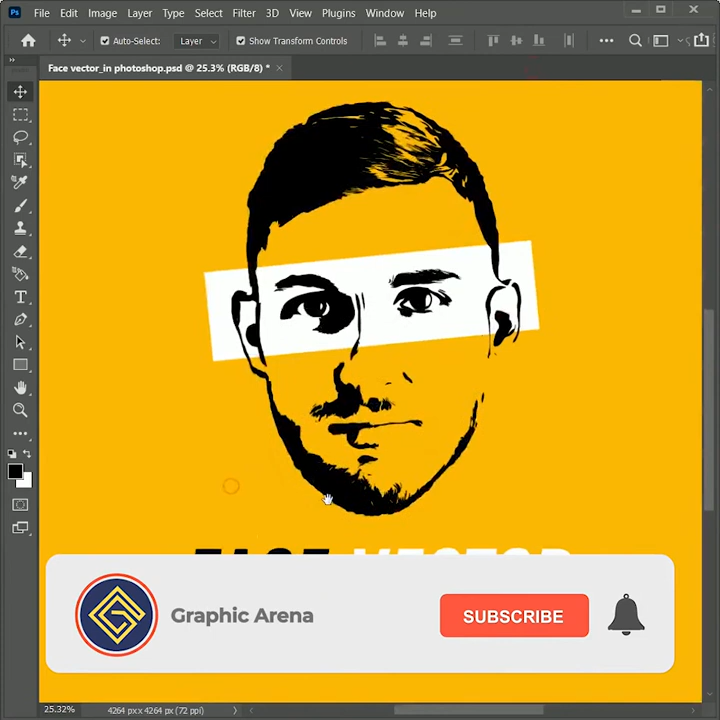 Ps File Edit Image Layer Type Select Filter 3D View Plugins Window Help
Auto-Select: Layer Show Transform Controls
Face vector_in photoshop.psd @ 25.3% (RGB/8) *
FACE VECTOR
Graphic Arena
SUBSCRIBE
25.32% 4264 px x 4264 px (72 ppi)